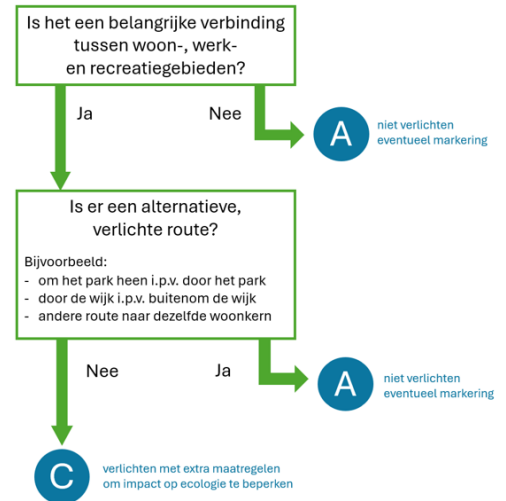 Is het een belangrijke verbinding
tussen woon-, werk-
en recreatiegebieden?
Ja
Nee
A
niet verlichten
eventueel markering
Is er een alternatieve,
verlichte route?
Bijvoorbeeld:
- om het park heen i.p.v. door het park
- door de wijk i.p.v. buitenom de wijk
- andere route naar dezelfde woonkern
Nee
Ja
A
niet verlichten
eventueel markering
C
verlichten met extra maatregelen
om impact op ecologie te beperken